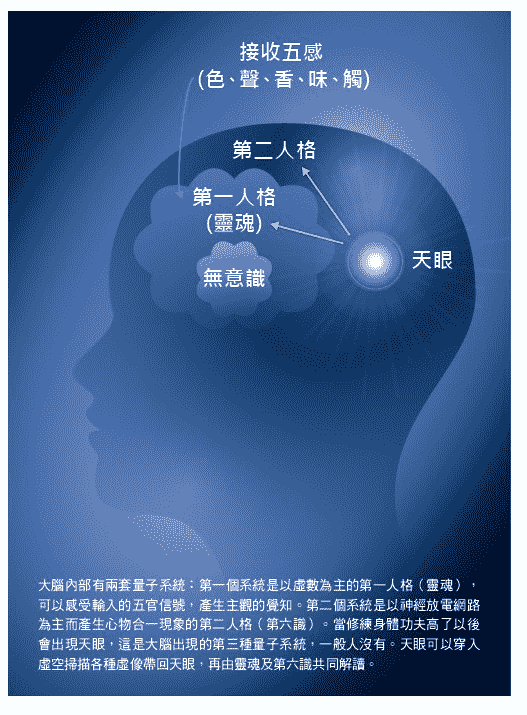 接收五感
(色、聲、香、味、觸)
第二人格
第一人格
(靈魂)
天眼
無意識
大腦內部有兩套量子系統：第一個系統是以虛數為主的第一人格（靈魂），
可以感受輸入的五官信號，產生主觀的覺知。第二個系統是以神經放電網路
為主而產生心物合一現象的第二人格（第六識）。當修練身體功夫高了以後
會出現天眼，這是大腦出現的第三種量子系統，一般人沒有。天眼可以穿入
虛空掃描各種虛像帶回天眼，再由靈魂及第六識共同解讀。